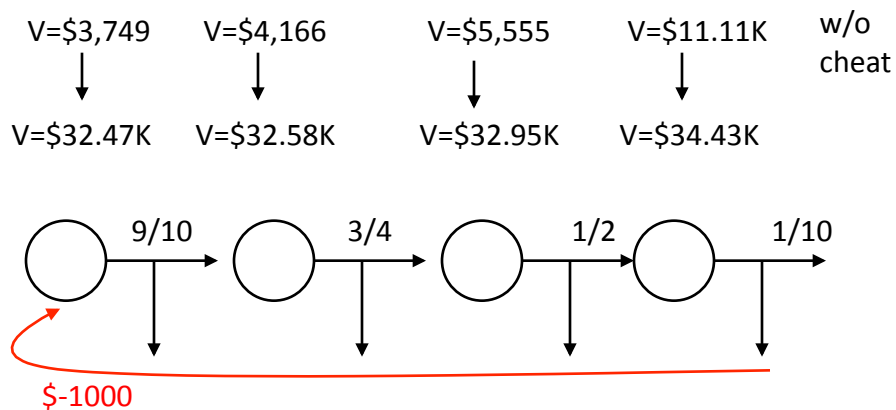 V=$3,749 V=$4,166 V=$5,555 V=$11.11K w/o
cheat
V=$32.47K V=$32.58K V=$32.95K V=$34.43K
9/10 3/4 1/2 1/10
$-1000